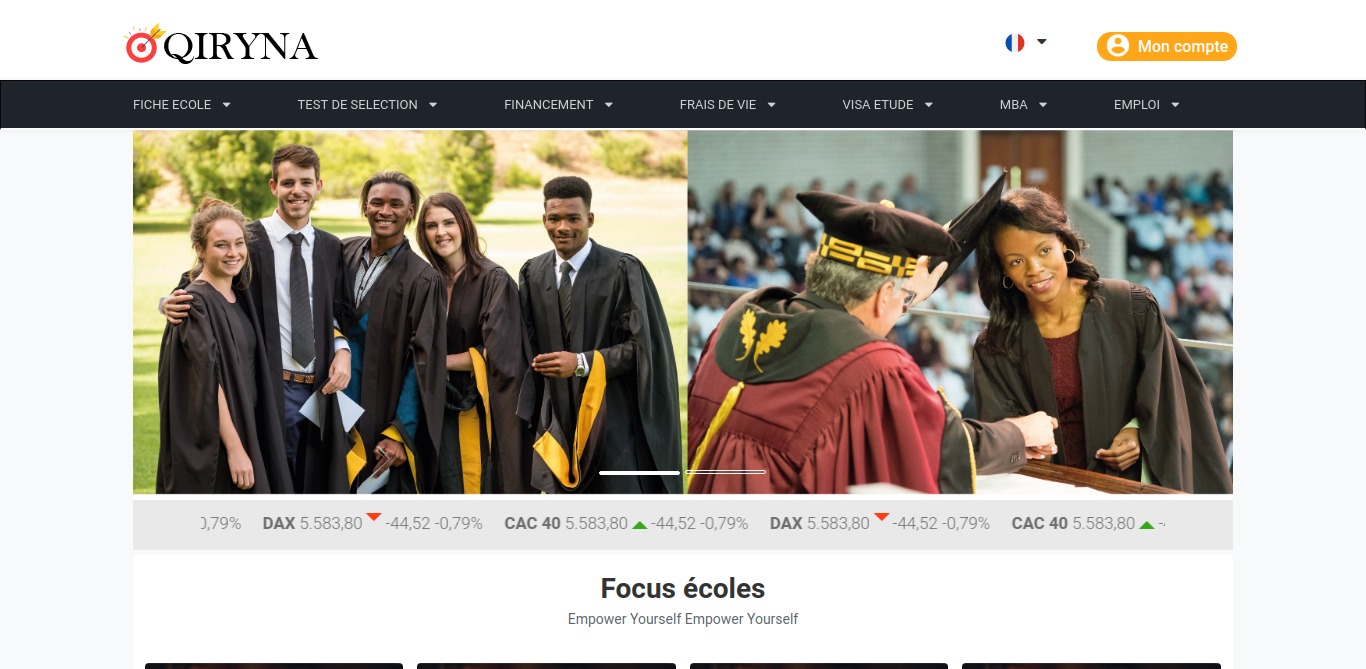 QIRYNA
Mon compte
FICHE ECOLE TEST DE SELECTION FINANCEMENT FRAIS DE VIE VISA ETUDE MBA EMPLOI
0,79% DAX 5.583,80 -44,52 -0,79% CAC 40 5.583,80 -44,52 -0,79% DAX 5.583,80 -44,52 -0,79% CAC 40 5.583,80
Focus écoles
Empower Yourself Empower Yourself